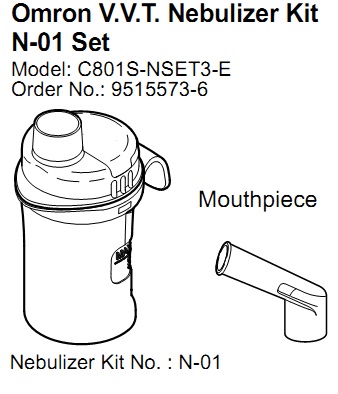 Omron V.V.T. Nebulizer Kit
N-01 Set
Model: C801S-NSET3-E
Order No.: 9515573-6
Mouthpiece
Nebulizer Kit No. : N-01